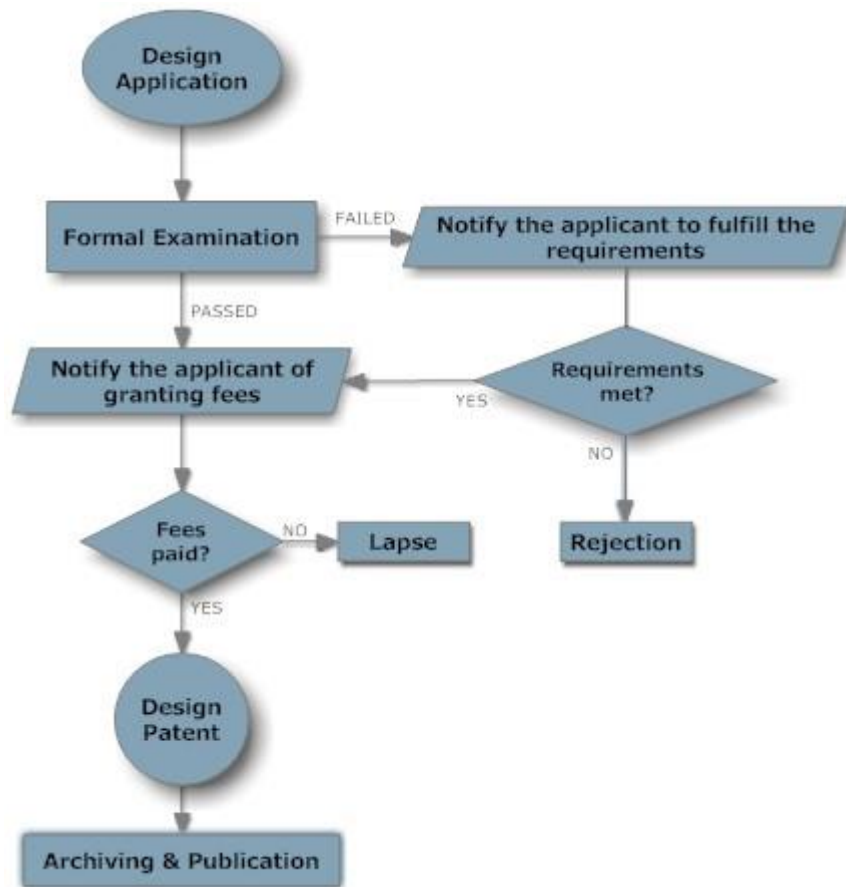 Design
Application
Formal Examination
FAILED
Notify the applicant to fulfill the
requirements
PASSED
Notify the applicant of
granting fees
YES
Requirements
met?
NO
Fees
paid?
NO
Lapse
Rejection
YES
Design
Patent
Archiving & Publication